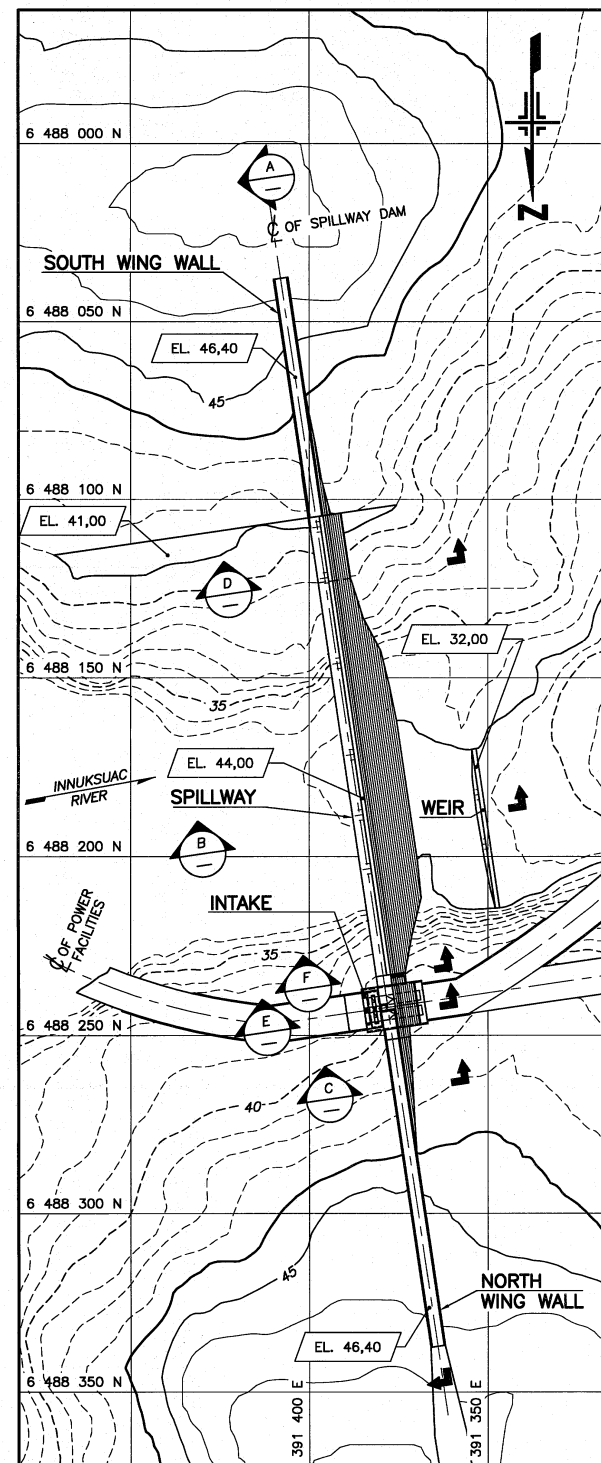 6 488 000 N
A
℄ OF SPILLWAY DAM
N
SOUTH WING WALL
6 488 050 N
EL. 46,40
45
6 488 100 N
EL. 41,00
D
EL. 32,00
6 488 150 N
35
INNUKSUAC
RIVER
EL. 44,00
SPILLWAY
WEIR
B
6 488 200 N
INTAKE
℄ OF POWER
FACILITIES
35
F
E
6 488 250 N
C
40
6 488 300 N
45
NORTH
WING WALL
EL. 46,40
6 488 350 N
391 400 E
391 350 E